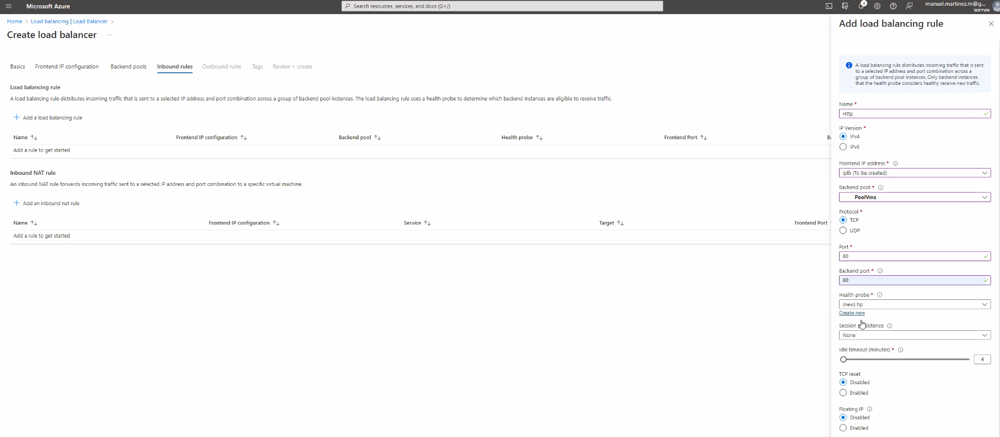 Microsoft Azure
Search resources, services, and docs (G+/)
4
manuel.martinez.m@g...
SOFTVIK
Home > Load balancing | Load Balancer >
Create load balancer ...
Basics Frontend IP configuration Backend pools Inbound rules Outbound rules Tags Review + create
Load balancing rule
A load balancing rule distributes incoming traffic that is sent to a selected IP address and port combination across a group of backend pool instances. The load balancing rule uses a health probe to determine which backend instances are eligible to receive traffic.
+ Add a load balancing rule
Name ↑↓ Frontend IP configuration ↑↓ Backend pool ↑↓ Health probe ↑↓ Frontend Port ↑↓
Add a rule to get started
Inbound NAT rule
An inbound NAT rule forwards incoming traffic sent to a selected IP address and port combination to a specific virtual machine.
+ Add an inbound nat rule
Name ↑↓ Frontend IP configuration ↑↓ Service ↑↓ Target ↑↓ Frontend Port
Add a rule to get started
Add load balancing rule
A load balancing rule distributes incoming traffic that is sent
to a selected IP address and port combination across a
group of backend pool instances. Only backend instances
that the health probe considers healthy receive new traffic.
Name *
Http
IP Version *
IPv4
IPv6
Frontend IP address *
iplb (To be created)
Backend pool *
PoolVms
Protocol *
TCP
UDP
Port *
80
Backend port *
80
Health probe *
(new) hp
Create new
Session
None
Idle timeout (minutes) *
4
TCP reset
Disabled
Enabled
Floating IP
Disabled
Enabled